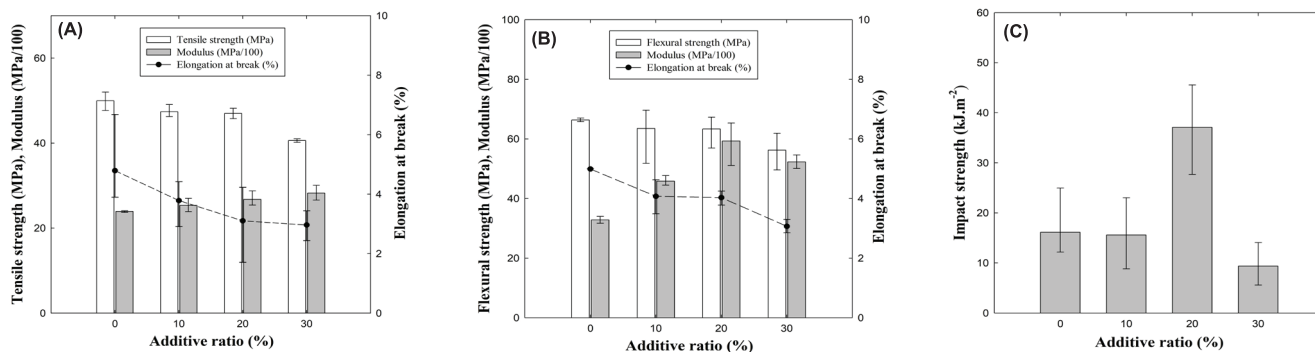 (A)
Tensile strength (MPa)
Modulus (MPa/100)
Elongation at break (%)
Tensile strength (MPa), Modulus (MPa/100)
60
40
20
0
10
8
6
4
2
0
Elongation at break (%)
0 10 20 30
Additive ratio (%)
(B)
Flexural strength (MPa)
Modulus (MPa/100)
Elongation at break (%)
Flexural strength (MPa), Modulus (MPa/100)
100
80
60
40
20
0
10
8
6
4
2
0
Elongation at break (%)
0 10 20 30
Additive ratio (%)
(C)
Impact strength (kJ.m⁻²)
60
50
40
30
20
10
0
0 10 20 30
Additive ratio (%)